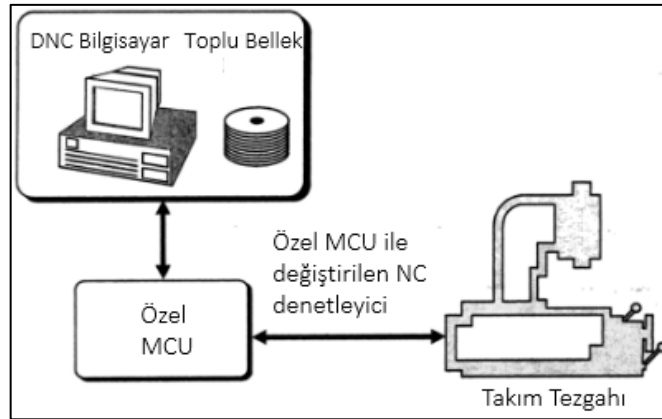 DNC Bilgisayar Toplu Bellek
Özel MCU ile
değiştirilen NC
denetleyici
Özel
MCU
Takım Tezgahı